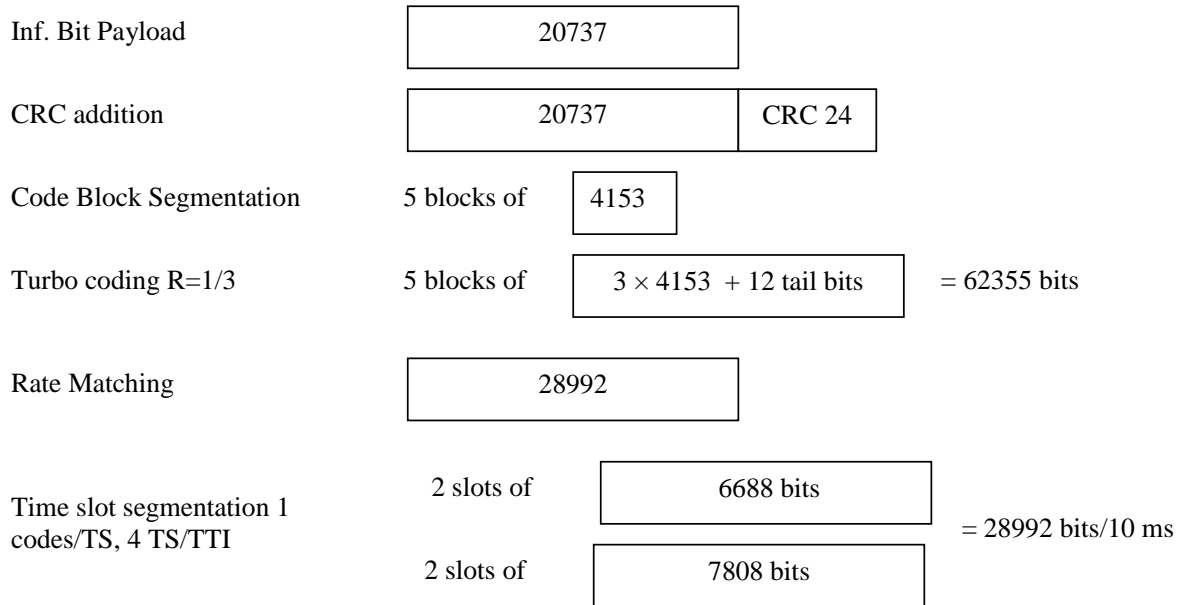 Inf. Bit Payload 20737
CRC addition 20737 CRC 24
Code Block Segmentation 5 blocks of 4153
Turbo coding R=1/3 5 blocks of 3 × 4153 + 12 tail bits = 62355 bits
Rate Matching 28992
2 slots of 6688 bits
Time slot segmentation 1
codes/TS, 4 TS/TTI = 28992 bits/10 ms
2 slots of 7808 bits